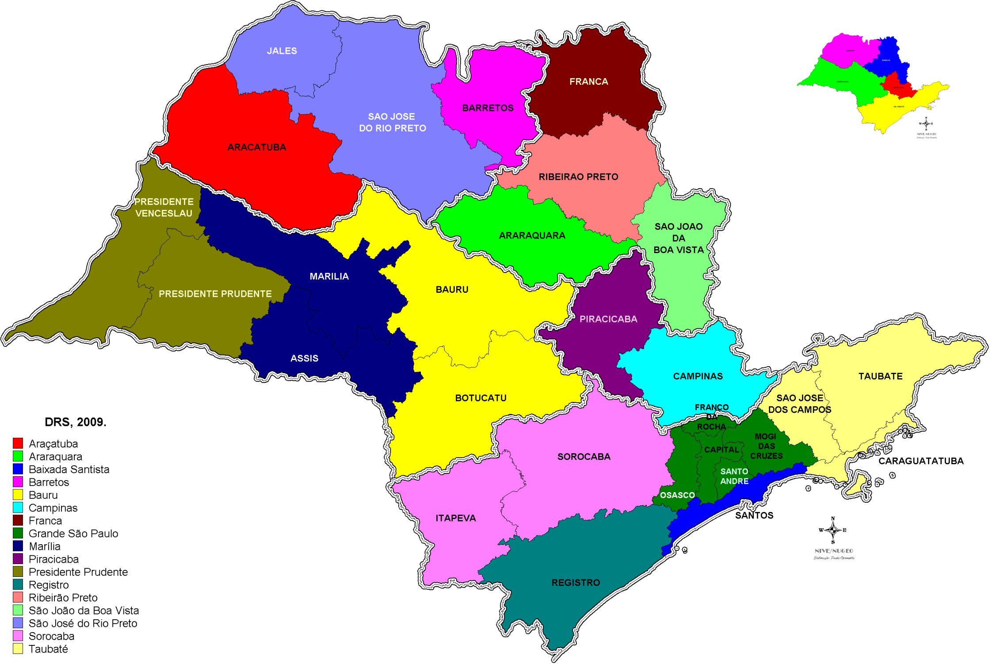 JALES
FRANCA
BARRETOS
SAO JOSE
DO RIO PRETO
ARACATUBA
RIBEIRAO PRETO
PRESIDENTE
VENCESLAU
SAO JOAO
DA
BOA VISTA
ARARAQUARA
MARILIA
BAURU
PRESIDENTE PRUDENTE
PIRACICABA
ASSIS
CAMPINAS
TAUBATE
BOTUCATU
SAO JOSE
DOS CAMPOS
FRANCO
DA
ROCHA
MOGI
DAS
CRUZES
CAPITAL
SOROCABA
CARAGUATATUBA
SANTO
ANDRE
OSASCO
SANTOS
ITAPEVA
REGISTRO
DRS, 2009.
Araçatuba
Araraquara
Baixada Santista
Barretos
Bauru
Campinas
Franca
Grande São Paulo
Marília
Piracicaba
Presidente Prudente
Registro
Ribeirão Preto
São João da Boa Vista
São José do Rio Preto
Sorocaba
Taubaté
N
W E
S
NIVE/NUGEO
N
W E
S
NIVE/NUGEO